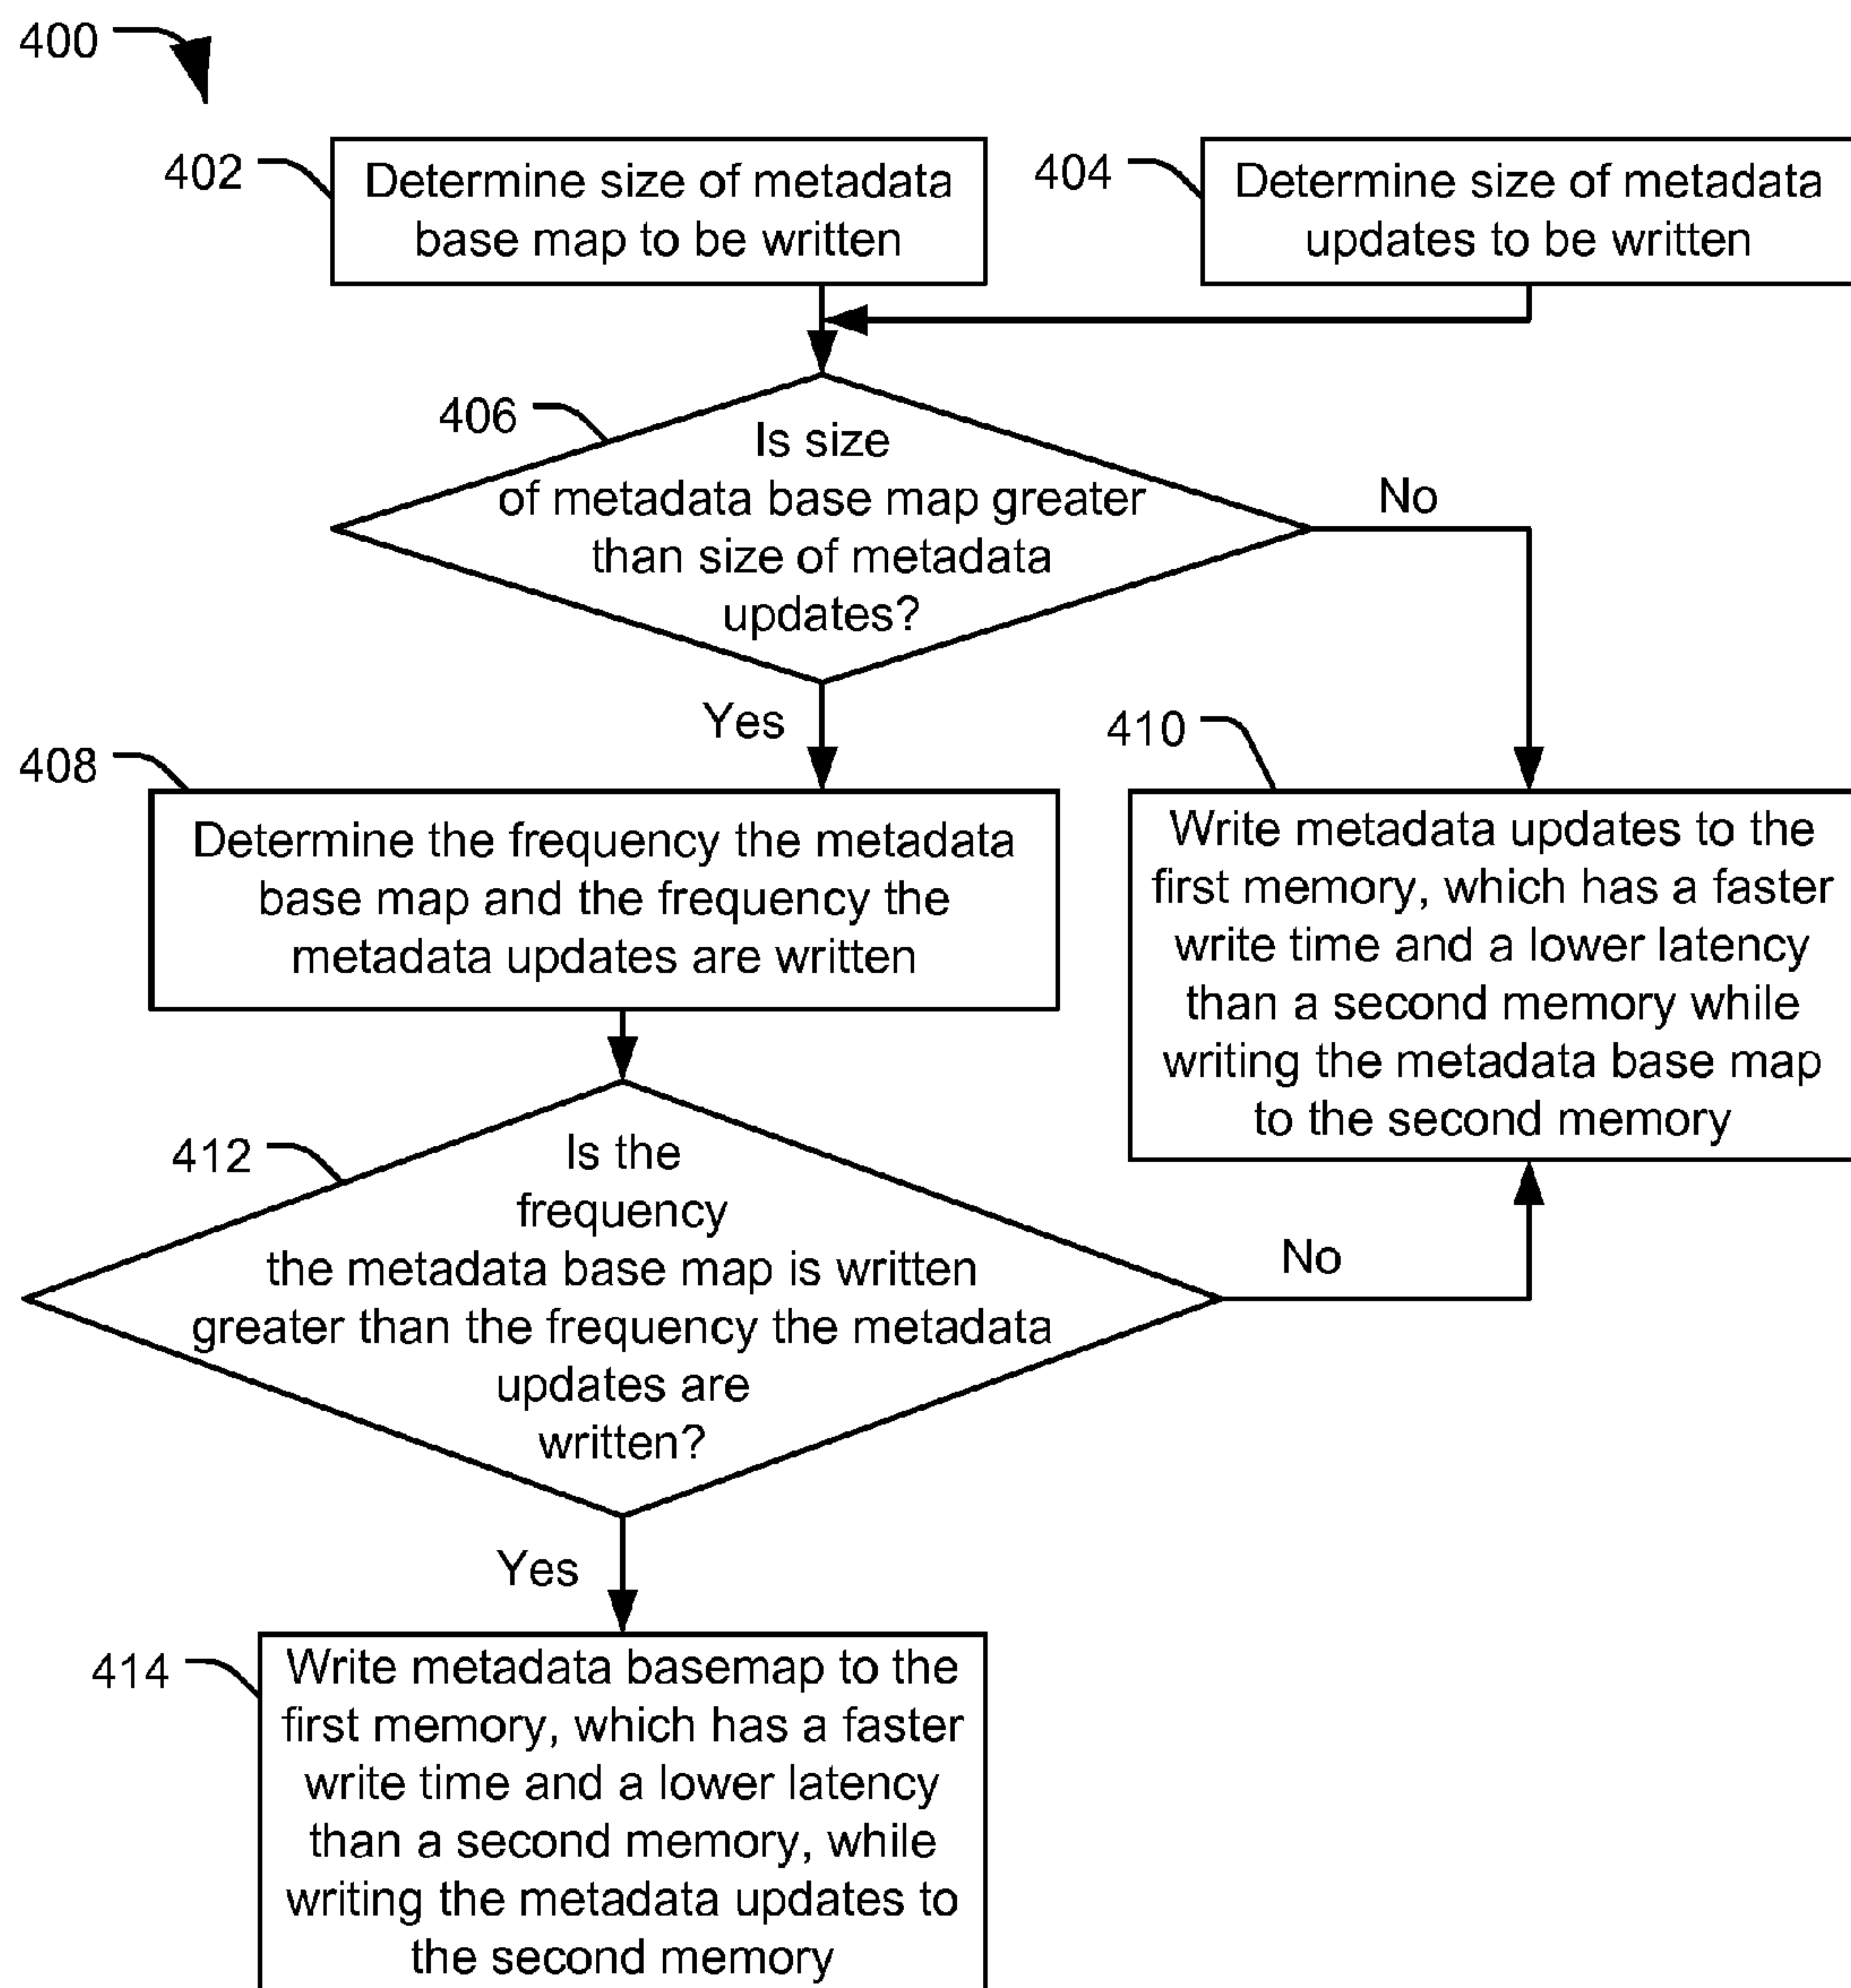 400
402
Determine size of metadata
base map to be written
404
Determine size of metadata
updates to be written
406
Is size
of metadata base map greater
than size of metadata
updates?
No
Yes
408
Determine the frequency the metadata
base map and the frequency the
metadata updates are written
410
Write metadata updates to the
first memory, which has a faster
write time and a lower latency
than a second memory while
writing the metadata base map
to the second memory
412
Is the
frequency
the metadata base map is written
greater than the frequency the metadata
updates are
written?
No
Yes
414
Write metadata basemap to the
first memory, which has a faster
write time and a lower latency
than a second memory, while
writing the metadata updates to
the second memory